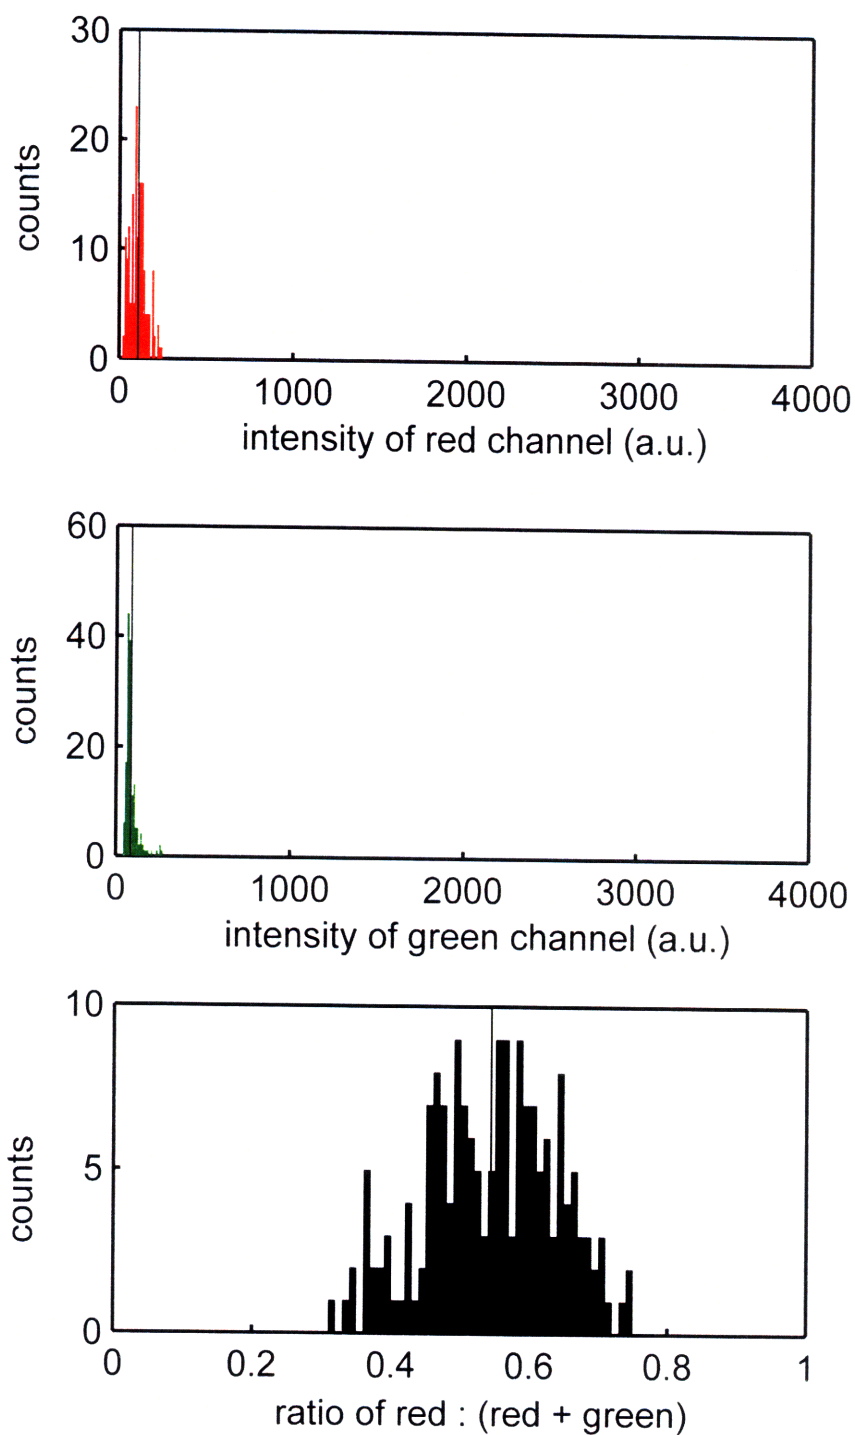 30
20
10
0
counts
0 1000 2000 3000 4000
intensity of red channel (a.u.)
60
40
20
0
counts
0 1000 2000 3000 4000
intensity of green channel (a.u.)
10
5
0
counts
0 0.2 0.4 0.6 0.8 1
ratio of red : (red + green)